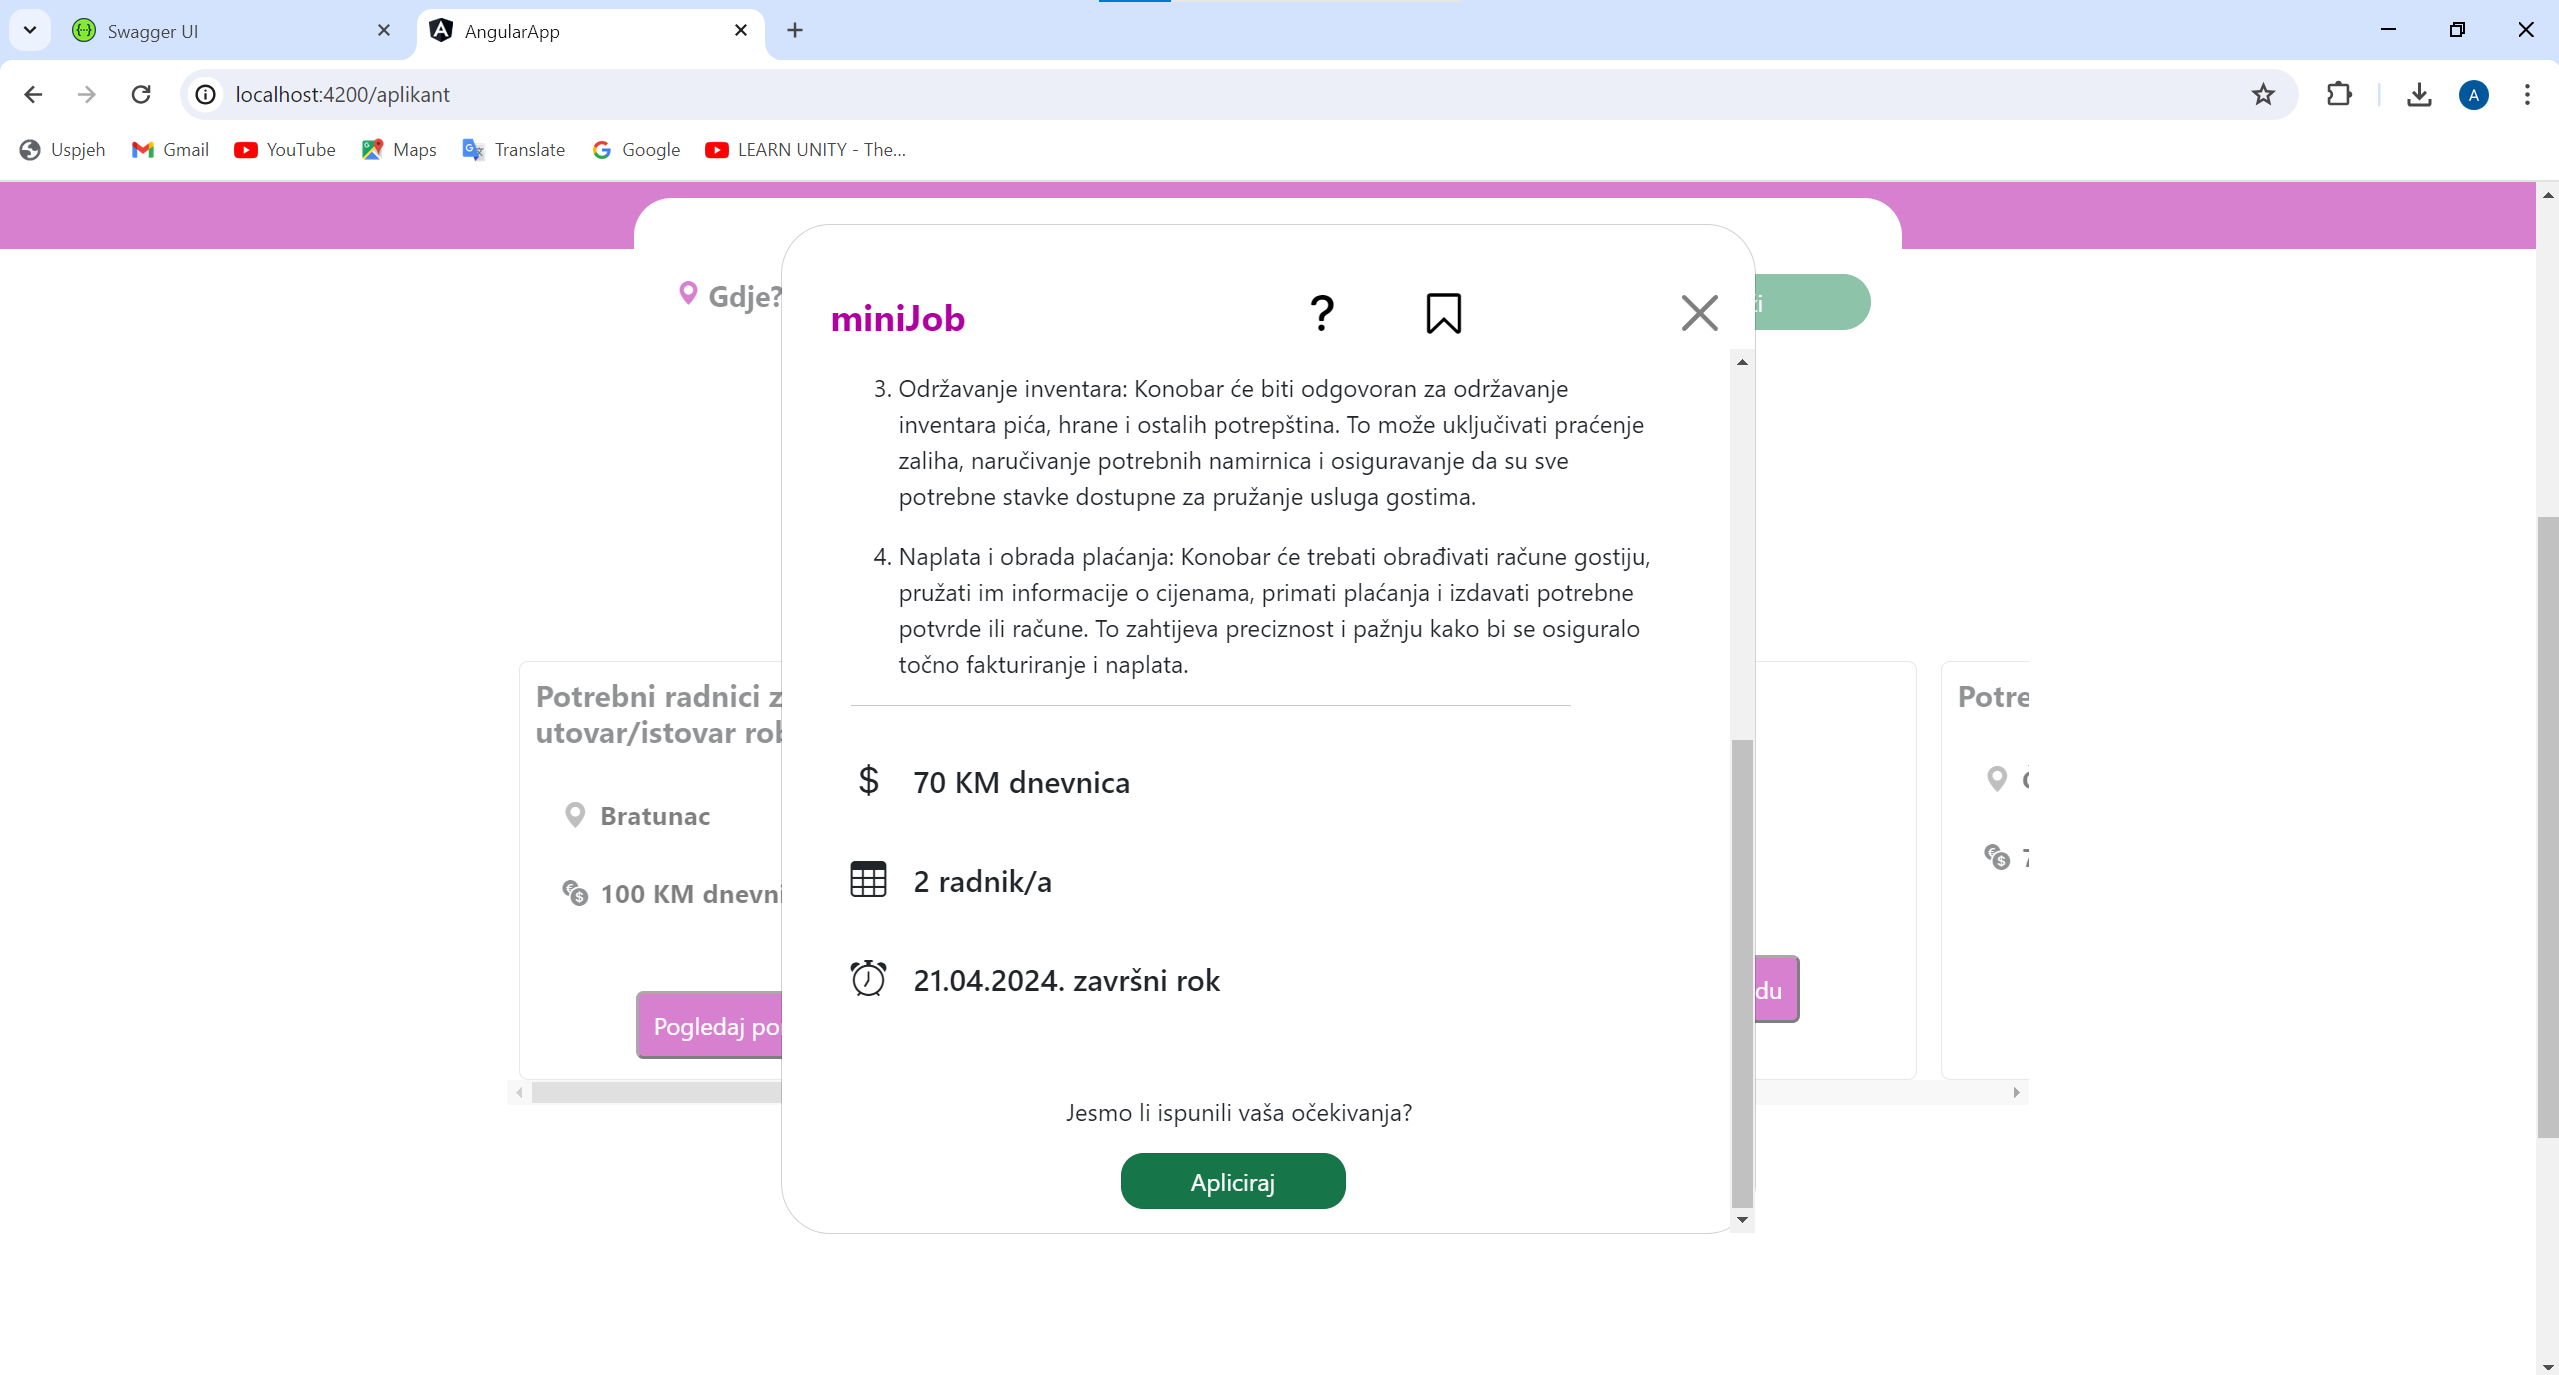 Swagger UI
AngularApp
localhost:4200/aplikant
A
Uspjeh
Gmail
YouTube
Maps
Translate
Google
LEARN UNITY - The...
Gdje?
miniJob
?
3. Održavanje inventara: Konobar će biti odgovoran za održavanje
inventara pića, hrane i ostalih potrepština. To može uključivati praćenje
zaliha, naručivanje potrebnih namirnica i osiguravanje da su sve
potrebne stavke dostupne za pružanje usluga gostima.
4. Naplata i obrada plaćanja: Konobar će trebati obrađivati račune gostiju,
pružati im informacije o cijenama, primati plaćanja i izdavati potrebne
potvrde ili račune. To zahtijeva preciznost i pažnju kako bi se osiguralo
točno fakturiranje i naplata.
$ 70 KM dnevnica
2 radnik/a
21.04.2024. završni rok
Jesmo li ispunili vaša očekivanja?
Apliciraj
Potrebni radnici z
utovar/istovar rob
Bratunac
100 KM dnevni
Pogledaj po
du
Potre